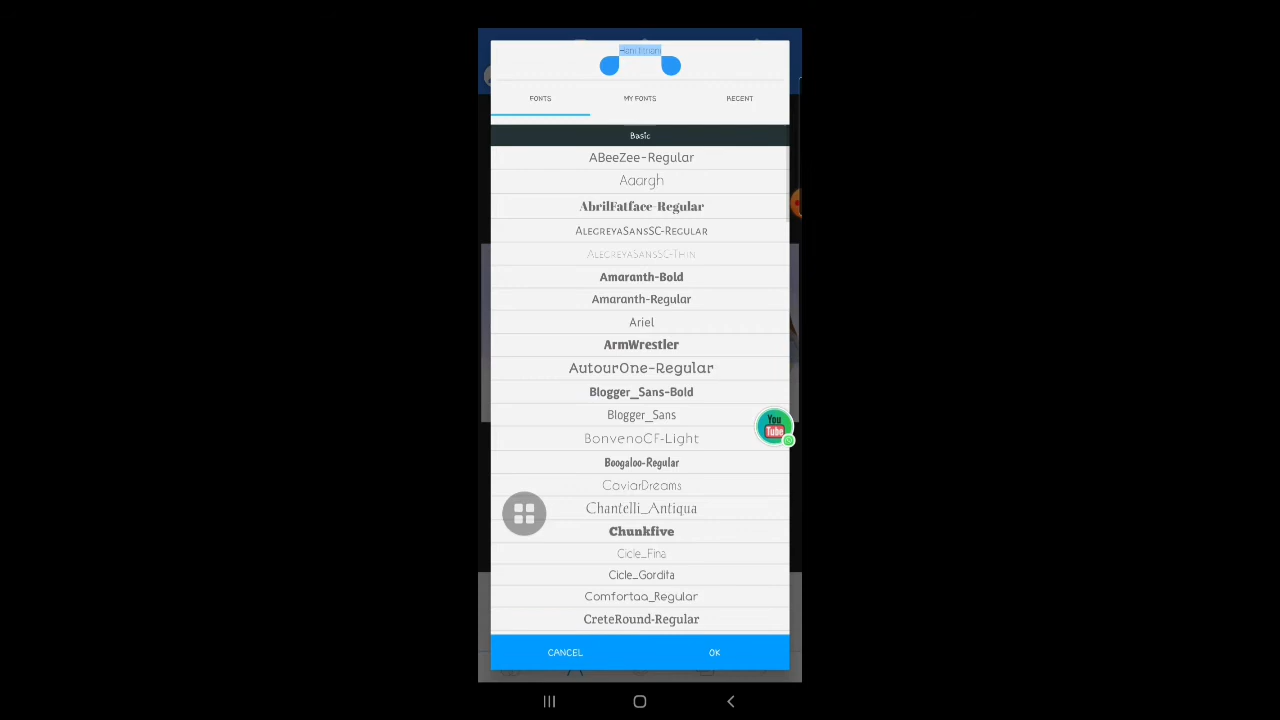 FONTS
MY FONTS
RECENT
Basic
ABeeZee-Regular
Aaargh
AbrilFatface-Regular
AlegreyaSansSC-Regular
AlegreyaSansSC-Thin
Amaranth-Bold
Amaranth-Regular
Ariel
ArmWrestler
AutourOne-Regular
Blogger_Sans-Bold
Blogger_Sans
BonvenoCF-Light
Boogaloo-Regular
CaviarDreams
Chantelli_Antiqua
Chunkfive
Cicle_Fina
Cicle_Gordita
Comfortaa_Regular
CreteRound-Regular
You
Tube
CANCEL
OK